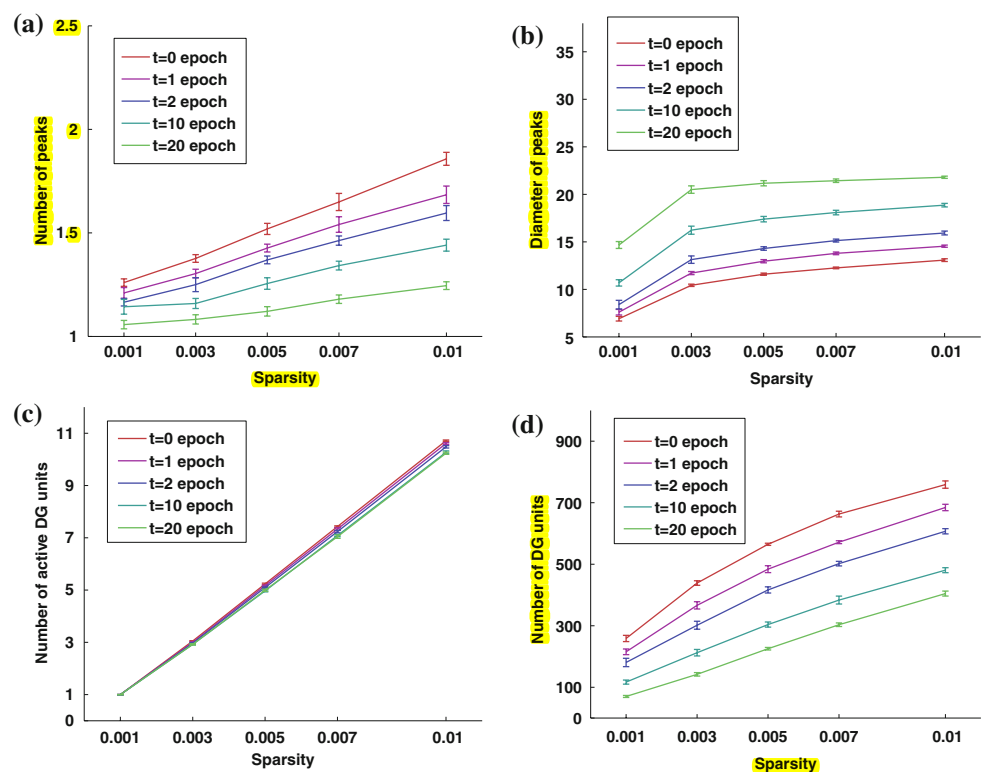 (a)
2.5
2
1.5
1
Number of peaks
t=0 epoch
t=1 epoch
t=2 epoch
t=10 epoch
t=20 epoch
0.001 0.003 0.005 0.007 0.01
Sparsity
(b)
35
30
25
20
15
10
5
Diameter of peaks
t=0 epoch
t=1 epoch
t=2 epoch
t=10 epoch
t=20 epoch
0.001 0.003 0.005 0.007 0.01
Sparsity
(c)
11
9
7
5
3
1
0
Number of active DG units
t=0 epoch
t=1 epoch
t=2 epoch
t=10 epoch
t=20 epoch
0.001 0.003 0.005 0.007 0.01
Sparsity
(d)
900
700
500
300
100
0
Number of DG units
t=0 epoch
t=1 epoch
t=2 epoch
t=10 epoch
t=20 epoch
0.001 0.003 0.005 0.007 0.01
Sparsity